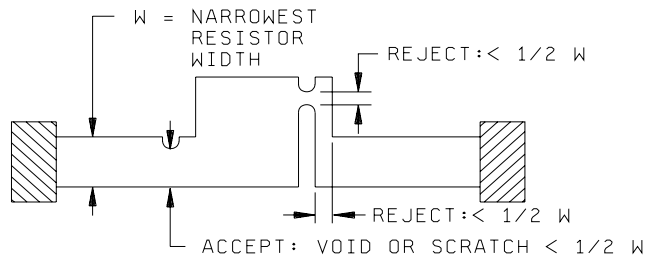 W = NARROWEST
RESISTOR
WIDTH
REJECT:< 1/2 W
REJECT:< 1/2 W
ACCEPT: VOID OR SCRATCH < 1/2 W